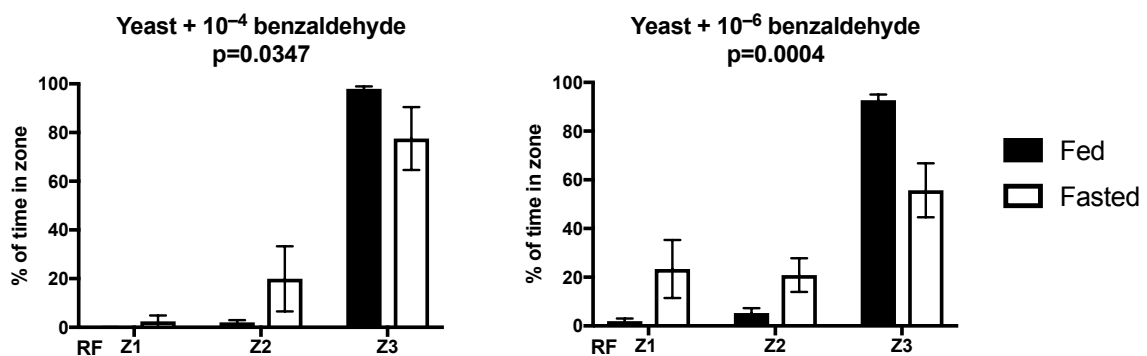 Yeast + 10⁻⁴ benzaldehyde
p=0.0347
% of time in zone
100
80
60
40
20
0
RF Z1 Z2 Z3
Yeast + 10⁻⁶ benzaldehyde
p=0.0004
% of time in zone
100
80
60
40
20
0
RF Z1 Z2 Z3
Fed
Fasted